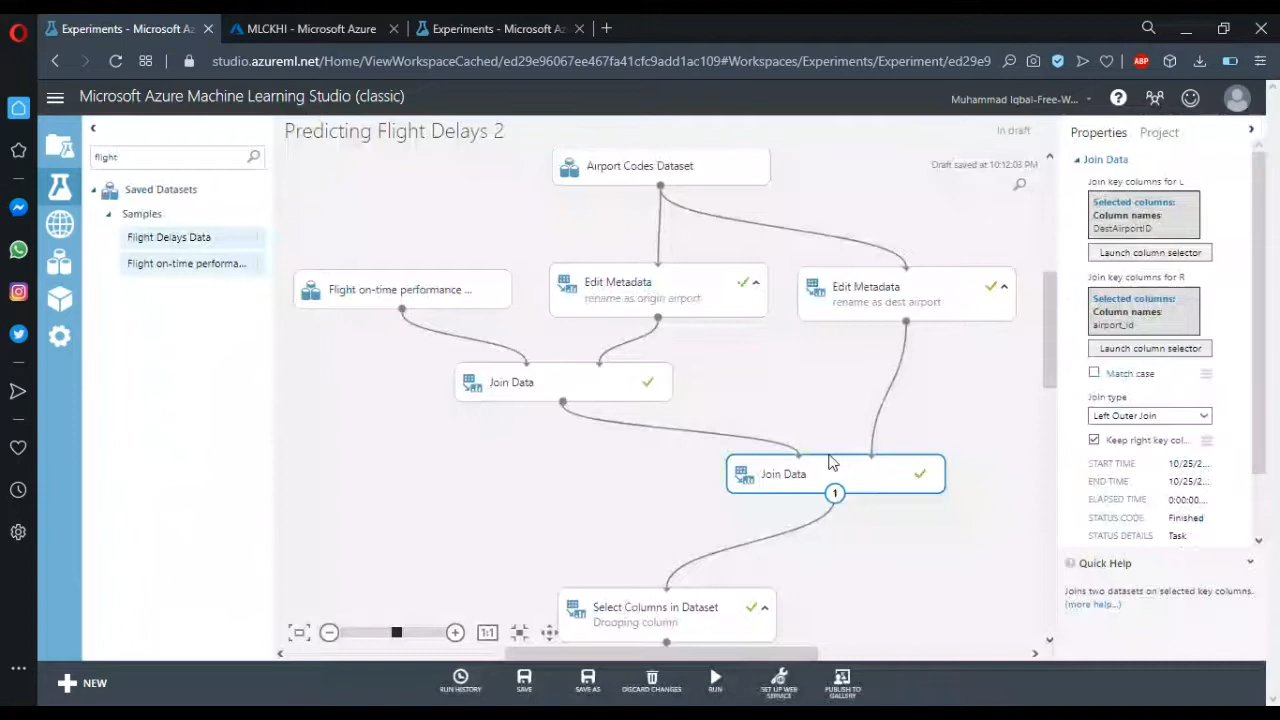 Experiments - Microsoft Az
MLCKHI - Microsoft Azure
Experiments - Microsoft Az
studio.azureml.net/Home/ViewWorkspaceCached/ed29e96067ee467fa41cfc9add1ac109#Workspaces/Experiments/Experiment/ed29e9
ABP
Microsoft Azure Machine Learning Studio (classic)
Muhammad Iqbal-Free-W...
flight
Saved Datasets
Samples
Flight Delays Data
Flight on-time performa...
Predicting Flight Delays 2
In draft
Draft saved at 10:12:03 PM
Airport Codes Dataset
Flight on-time performance ...
Edit Metadata
rename as origin airport
Edit Metadata
rename as dest airport
Join Data
Join Data
1
Select Columns in Dataset
Drooping column
1:1
Properties
Project
Join Data
Join key columns for L
Selected columns:
Column names:
DestAirportID
Launch column selector
Join key columns for R
Selected columns:
Column names:
airport_id
Launch column selector
Match case
Join type
Left Outer Join
Keep right key col...
START TIME 10/25/2...
END TIME 10/25/2...
ELAPSED TIME 0:00:00....
STATUS CODE Finished
STATUS DETAILS Task
Quick Help
Joins two datasets on selected key columns.
(more help...)
NEW
RUN HISTORY
SAVE
SAVE AS
DISCARD CHANGES
RUN
SET UP WEB SERVICE
PUBLISH TO GALLERY